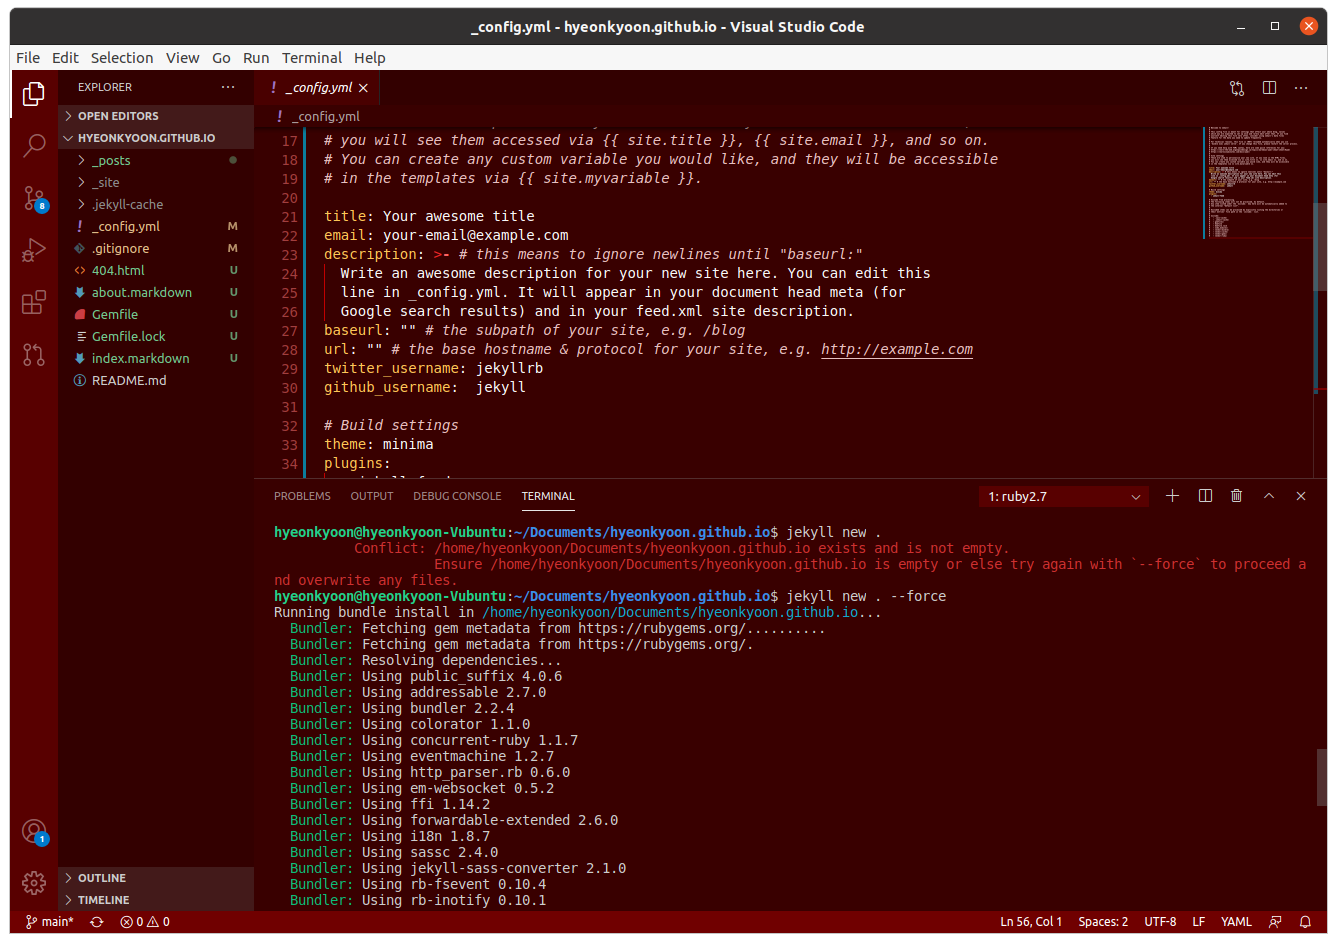 _config.yml - hyeonkyoon.github.io - Visual Studio Code
File Edit Selection View Go Run Terminal Help
EXPLORER
OPEN EDITORS
HYEONKYOON.GITHUB.IO
_posts
_site
.jekyll-cache
_config.yml M
.gitignore M
404.html U
about.markdown U
Gemfile U
Gemfile.lock U
index.markdown U
README.md
8
1
OUTLINE
TIMELINE
! _config.yml
! _config.yml
17 # you will see them accessed via {{ site.title }}, {{ site.email }}, and so on.
18 # You can create any custom variable you would like, and they will be accessible
19 # in the templates via {{ site.myvariable }}.
20
21 title: Your awesome title
22 email: your-email@example.com
23 description: >- # this means to ignore newlines until "baseurl:"
24 Write an awesome description for your new site here. You can edit this
25 line in _config.yml. It will appear in your document head meta (for
26 Google search results) and in your feed.xml site description.
27 baseurl: "" # the subpath of your site, e.g. /blog
28 url: "" # the base hostname & protocol for your site, e.g. http://example.com
29 twitter_username: jekyllrb
30 github_username:  jekyll
31
32 # Build settings
33 theme: minima
34 plugins:
PROBLEMS OUTPUT DEBUG CONSOLE TERMINAL
1: ruby2.7
hyeonkyoon@hyeonkyoon-Vubuntu:~/Documents/hyeonkyoon.github.io$ jekyll new .
Conflict: /home/hyeonkyoon/Documents/hyeonkyoon.github.io exists and is not empty.
Ensure /home/hyeonkyoon/Documents/hyeonkyoon.github.io is empty or else try again with `--force` to proceed a
nd overwrite any files.
hyeonkyoon@hyeonkyoon-Vubuntu:~/Documents/hyeonkyoon.github.io$ jekyll new . --force
Running bundle install in /home/hyeonkyoon/Documents/hyeonkyoon.github.io...
Bundler: Fetching gem metadata from https://rubygems.org/..........
Bundler: Fetching gem metadata from https://rubygems.org/.
Bundler: Resolving dependencies...
Bundler: Using public_suffix 4.0.6
Bundler: Using addressable 2.7.0
Bundler: Using bundler 2.2.4
Bundler: Using colorator 1.1.0
Bundler: Using concurrent-ruby 1.1.7
Bundler: Using eventmachine 1.2.7
Bundler: Using http_parser.rb 0.6.0
Bundler: Using em-websocket 0.5.2
Bundler: Using ffi 1.14.2
Bundler: Using forwardable-extended 2.6.0
Bundler: Using i18n 1.8.7
Bundler: Using sassc 2.4.0
Bundler: Using jekyll-sass-converter 2.1.0
Bundler: Using rb-fsevent 0.10.4
Bundler: Using rb-inotify 0.10.1
main* 0 0 Ln 56, Col 1 Spaces: 2 UTF-8 LF YAML